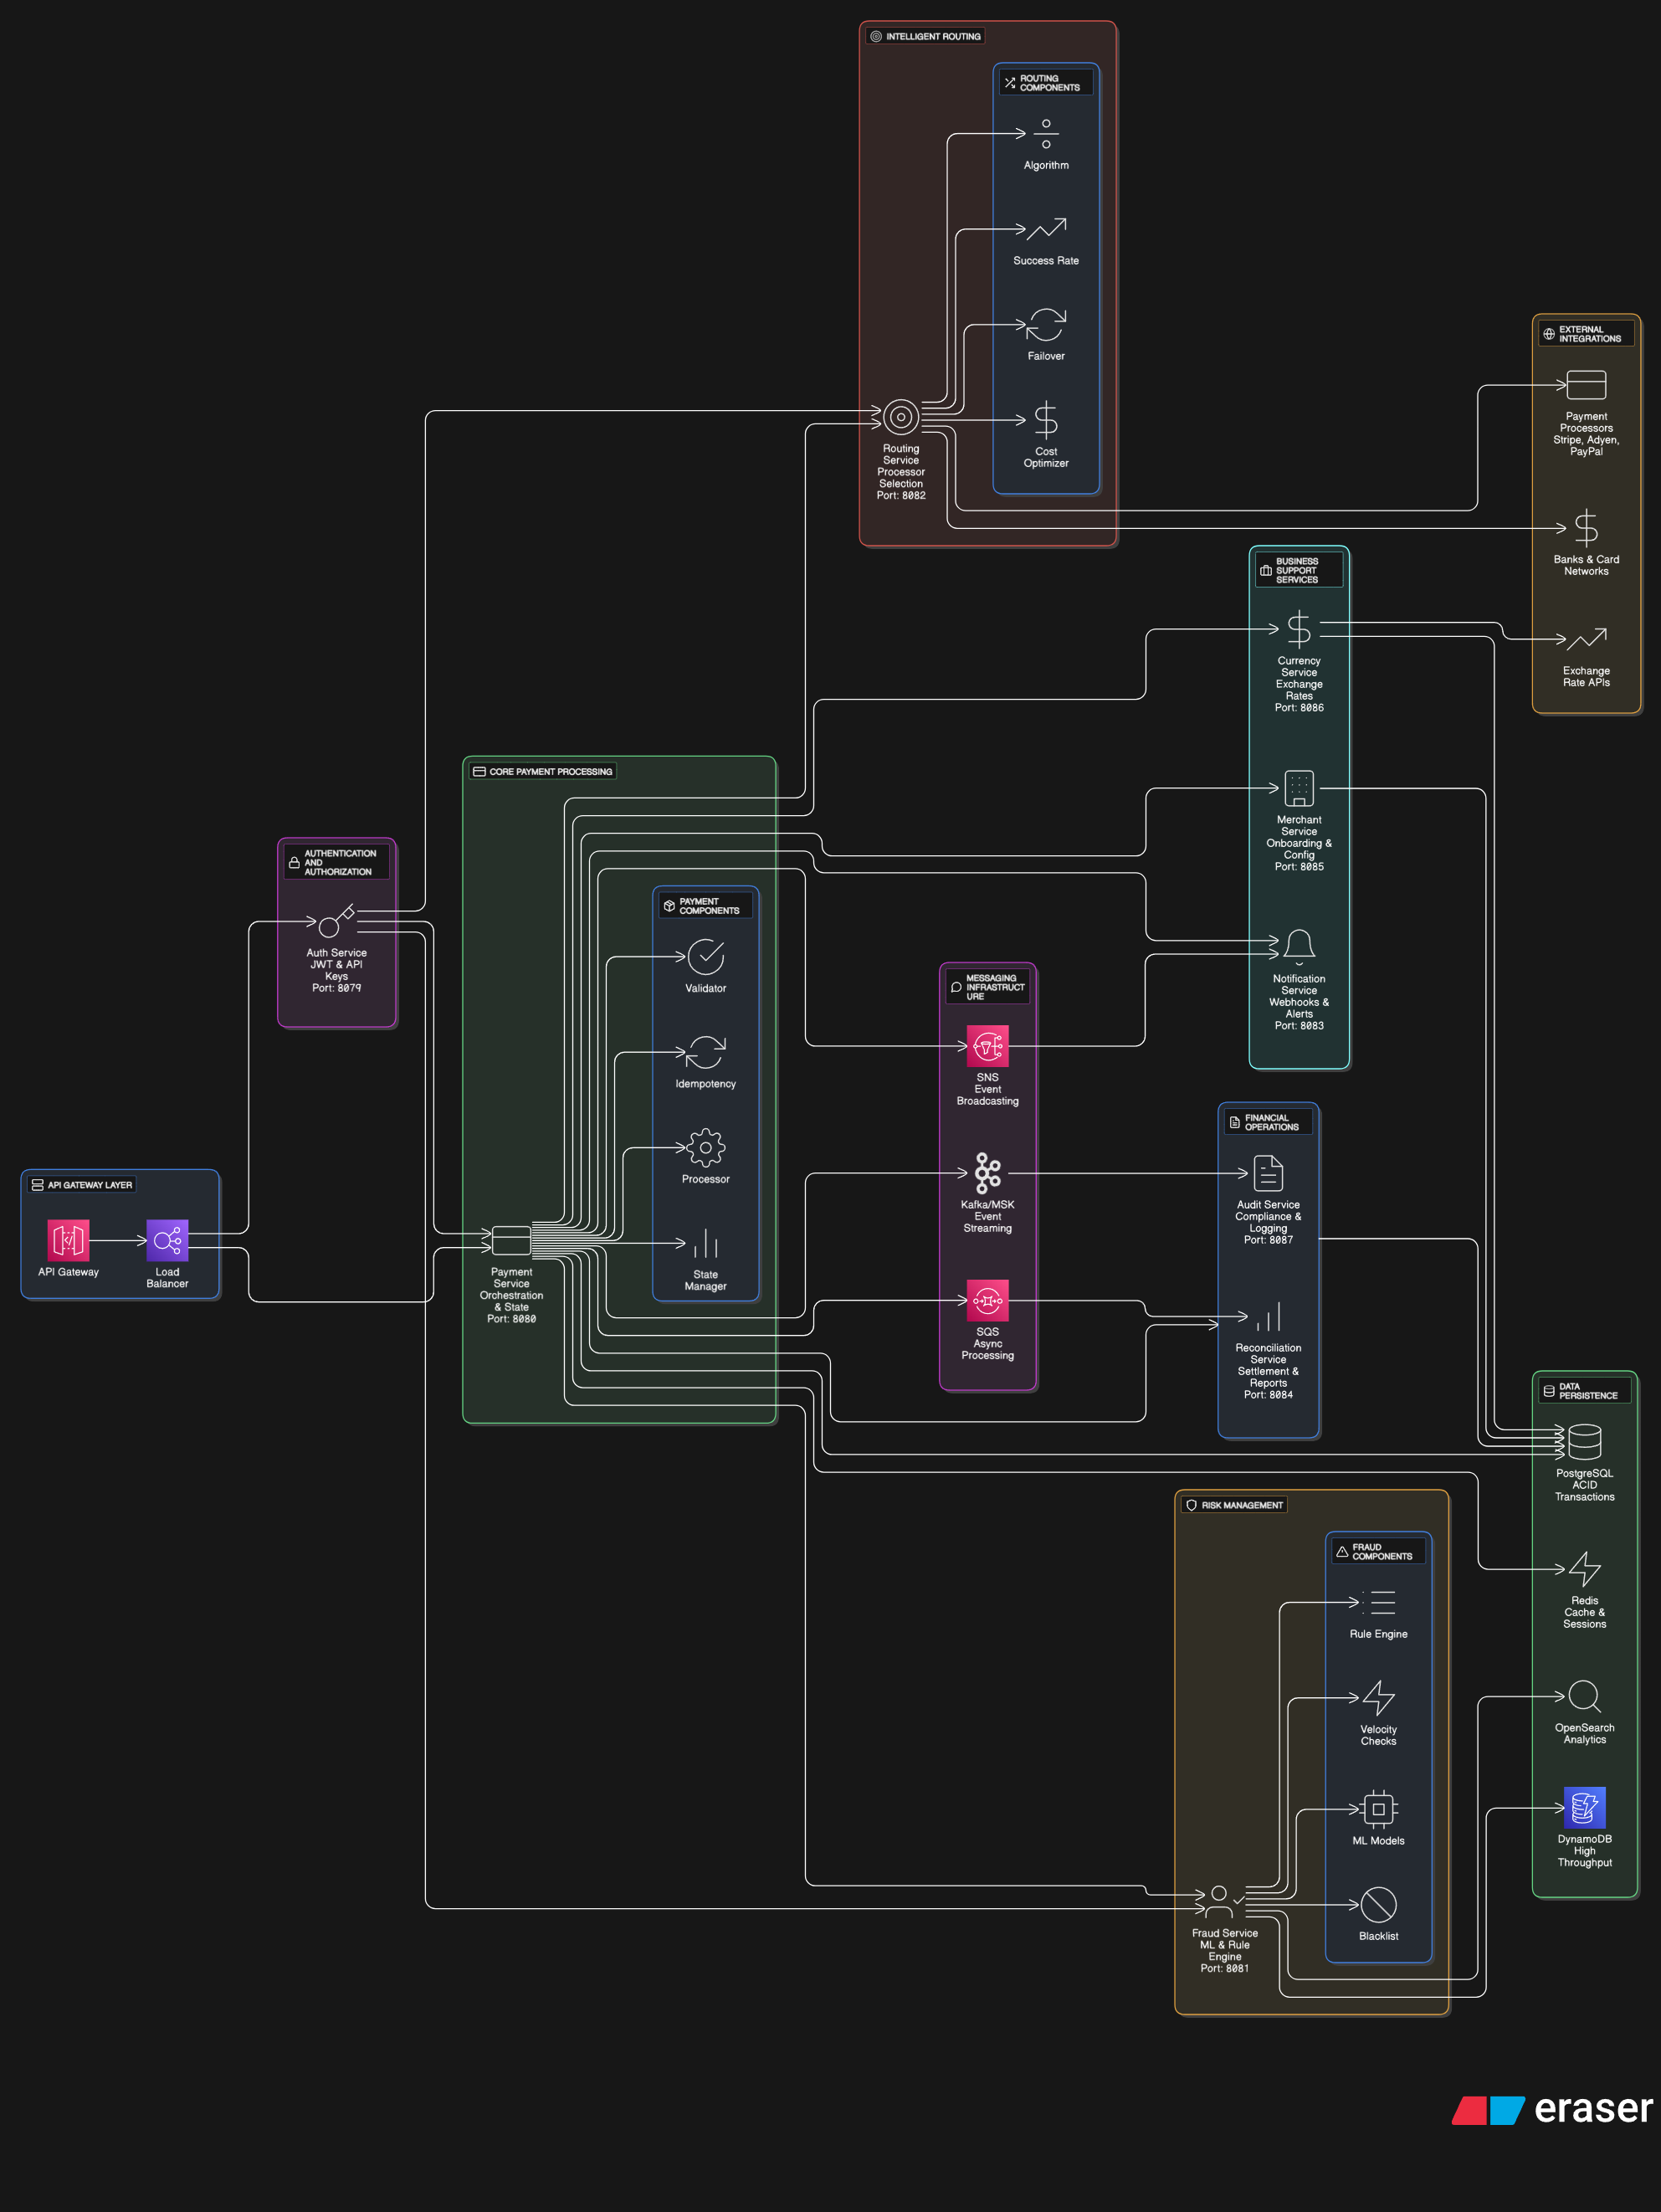 INTELLIGENT ROUTING
ROUTING
COMPONENTS
Algorithm
Success Rate
Failover
Cost
Optimizer
Routing
Service
Processor
Selection
Port: 8082
EXTERNAL
INTEGRATIONS
Payment
Processors
Stripe, Adyen,
PayPal
Banks & Card
Networks
Exchange
Rate APIs
BUSINESS
SUPPORT
SERVICES
Currency
Service
Exchange
Rates
Port: 8086
Merchant
Service
Onboarding &
Config
Port: 8085
Notification
Service
Webhooks &
Alerts
Port: 8083
CORE PAYMENT PROCESSING
PAYMENT
COMPONENTS
Validator
Idempotency
Processor
State
Manager
Payment
Service
Orchestration
& State
Port: 8080
AUTHENTICATION
AND
AUTHORIZATION
Auth Service
JWT & API
Keys
Port: 8079
API GATEWAY LAYER
API Gateway
Load
Balancer
MESSAGING
INFRASTRUCT
URE
SNS
Event
Broadcasting
Kafka/MSK
Event
Streaming
SQS
Async
Processing
FINANCIAL
OPERATIONS
Audit Service
Compliance &
Logging
Port: 8087
Reconciliation
Service
Settlement &
Reports
Port: 8084
DATA
PERSISTENCE
PostgreSQL
ACID
Transactions
Redis
Cache &
Sessions
OpenSearch
Analytics
DynamoDB
High
Throughput
RISK MANAGEMENT
FRAUD
COMPONENTS
Rule Engine
Velocity
Checks
ML Models
Blacklist
Fraud Service
ML & Rule
Engine
Port: 8081
eraser